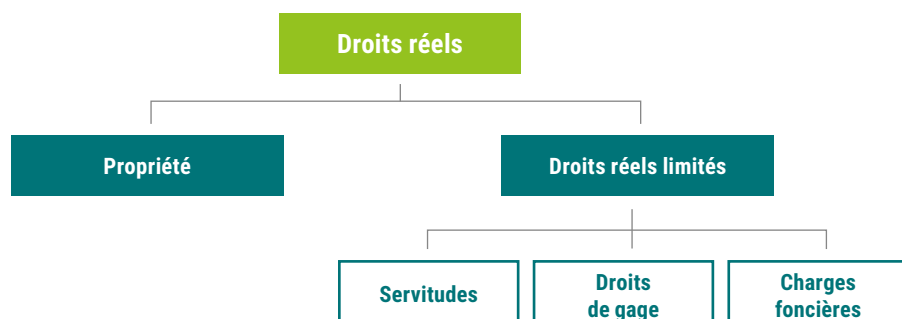 Droits réels
Propriété
Droits réels limités
Servitudes
Droits
de gage
Charges
foncières